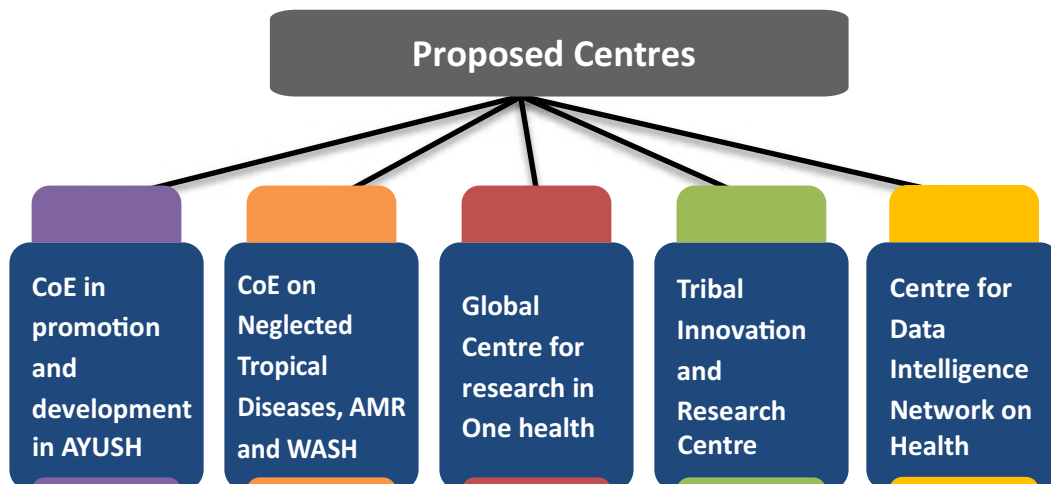 Proposed Centres
CoE in
promotion
and
development
in AYUSH
CoE on
Neglected
Tropical
Diseases, AMR
and WASH
Global
Centre for
research in
One health
Tribal
Innovation
and
Research
Centre
Centre for
Data
Intelligence
Network on
Health